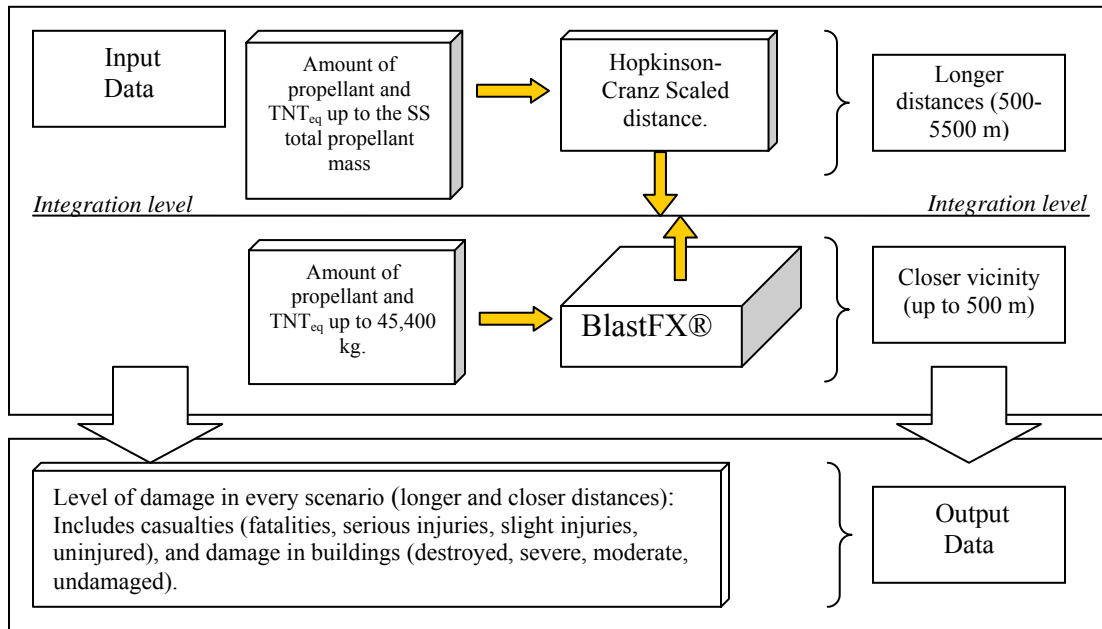 Input
Data
Amount of
propellant and
TNTeq up to the SS
total propellant
mass
Hopkinson-
Cranz Scaled
distance.
Longer
distances (500-
5500 m)
Integration level
Integration level
Amount of
propellant and
TNTeq up to 45,400
kg.
BlastFX®
Closer vicinity
(up to 500 m)
Level of damage in every scenario (longer and closer distances):
Includes casualties (fatalities, serious injuries, slight injuries,
uninjured), and damage in buildings (destroyed, severe, moderate,
undamaged).
Output
Data